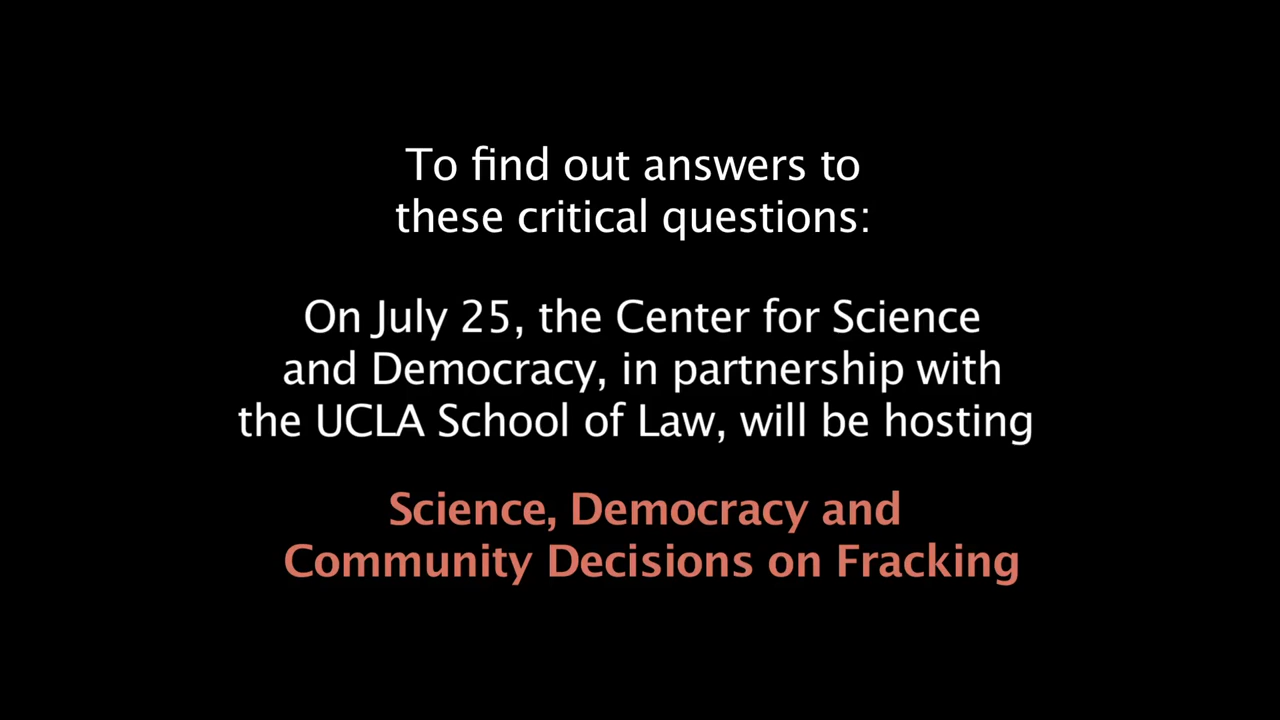 To find out answers to
these critical questions:
On July 25, the Center for Science
and Democracy, in partnership with
the UCLA School of Law, will be hosting
Science, Democracy and
Community Decisions on Fracking